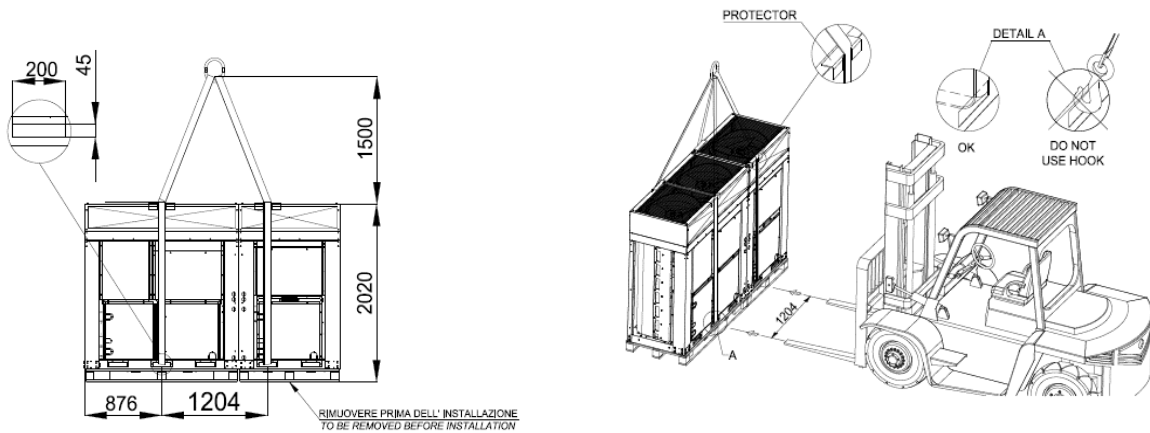 200
45
1500
2020
876
1204
RIMUOVERE PRIMA DELL' INSTALLAZIONE
TO BE REMOVED BEFORE INSTALLATION
PROTECTOR
DETAIL A
OK
DO NOT
USE HOOK
1204
A